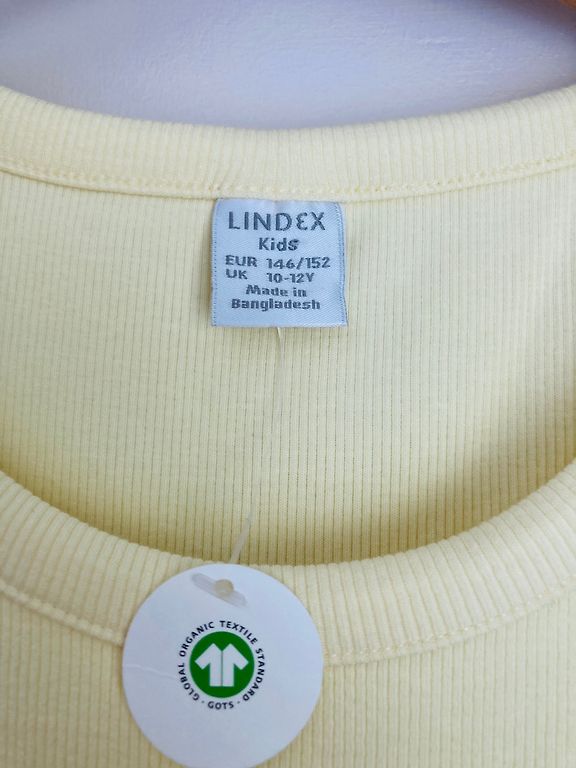 LINDEX
Kids
EUR 146/152
UK 10-12Y
Made in
Bangladesh
GLOBAL ORGANIC TEXTILE STANDARD
· GOTS ·